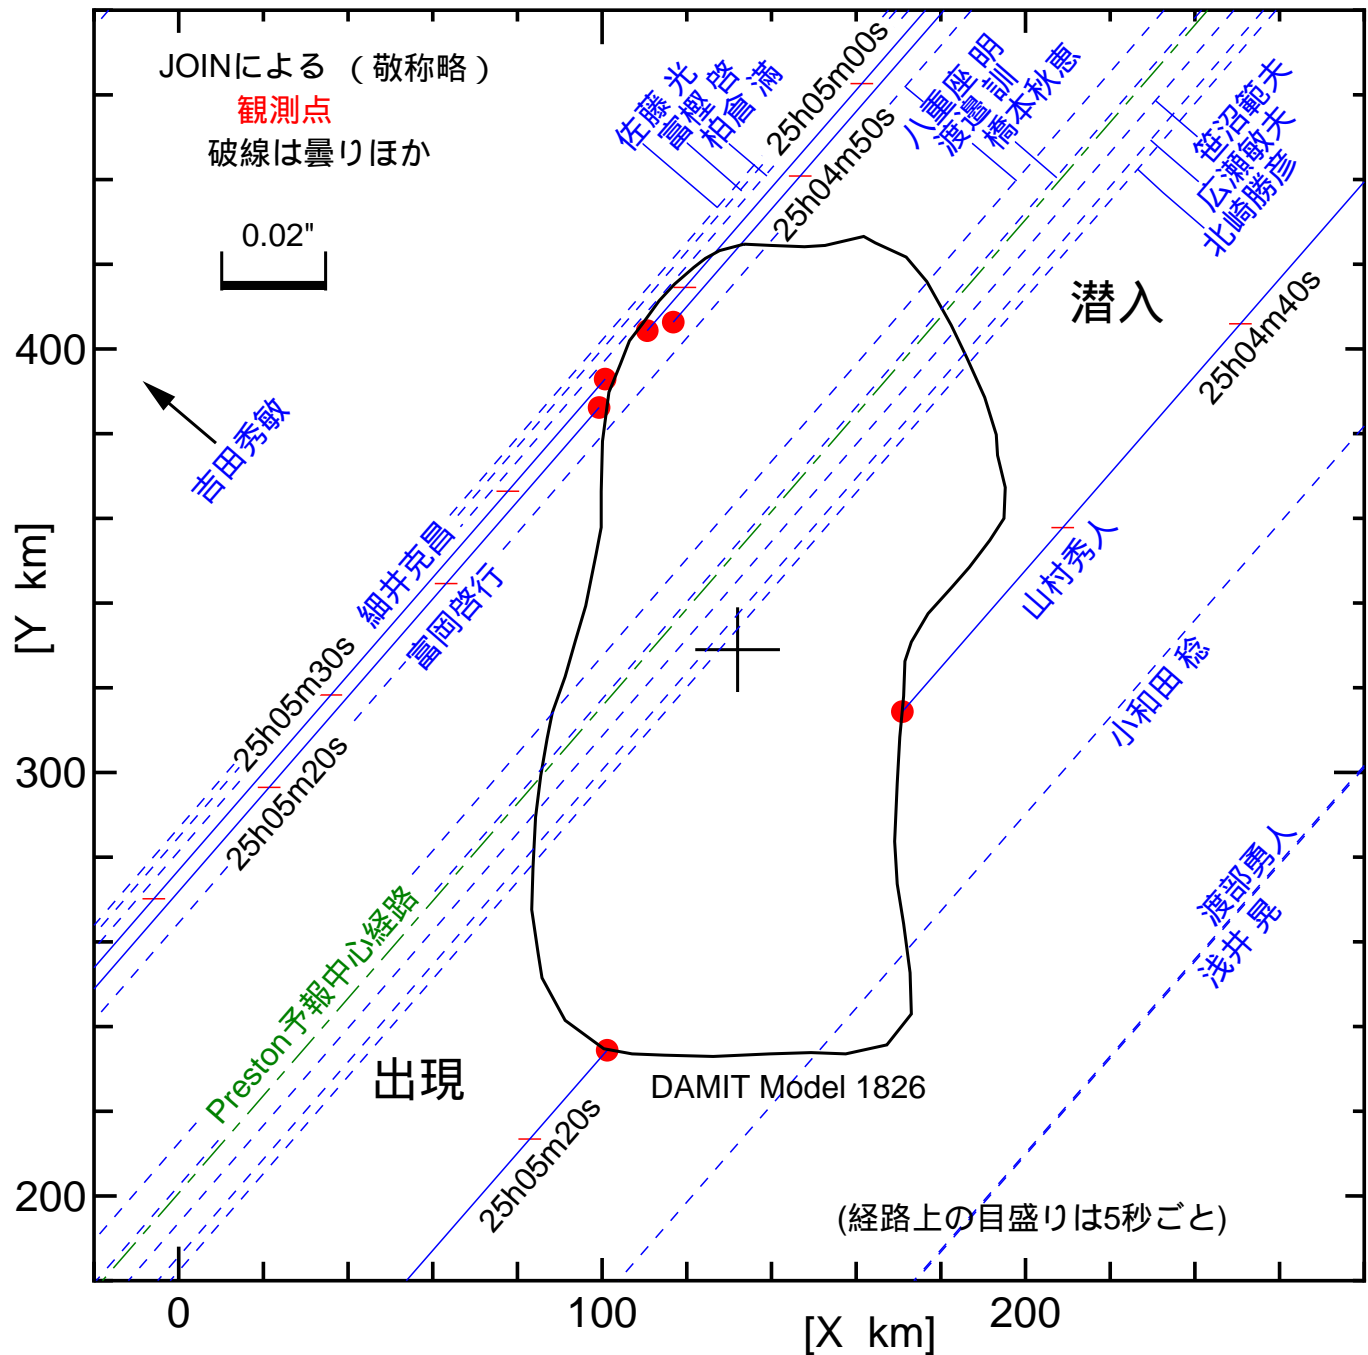 JOINによる （敬称略）
観測点
破線は曇りほか
0.02"
佐藤 光
富樫 啓
柏倉 満
25h05m00s
25h04m50s
八重座 明
渡邉 訓
橋本秋恵
笹沼範夫
広瀬敏夫
北崎勝彦
潜入
25h04m40s
吉田秀敏
細井克昌
富岡啓行
山村秀人
小和田 稔
25h05m30s
25h05m20s
渡部勇人
浅井 晃
Preston予報中心経路
出現
DAMIT Model 1826
25h05m20s
(経路上の目盛りは5秒ごと)
[Y km]
400
300
200
0
100
200
[X km]